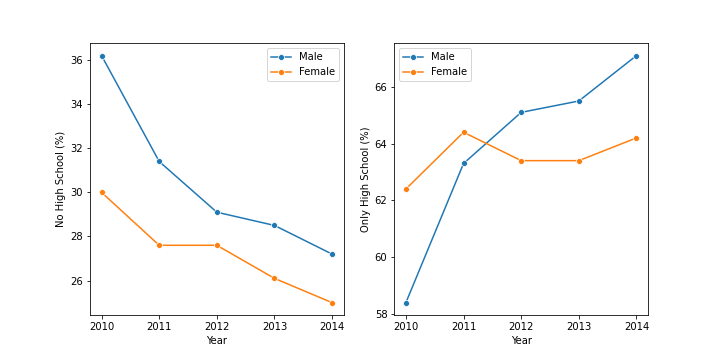 Male
Female
36
34
32
30
28
26
No High School (%)
2010 2011 2012 2013 2014
Year
Male
Female
66
64
62
60
58
Only High School (%)
2010 2011 2012 2013 2014
Year